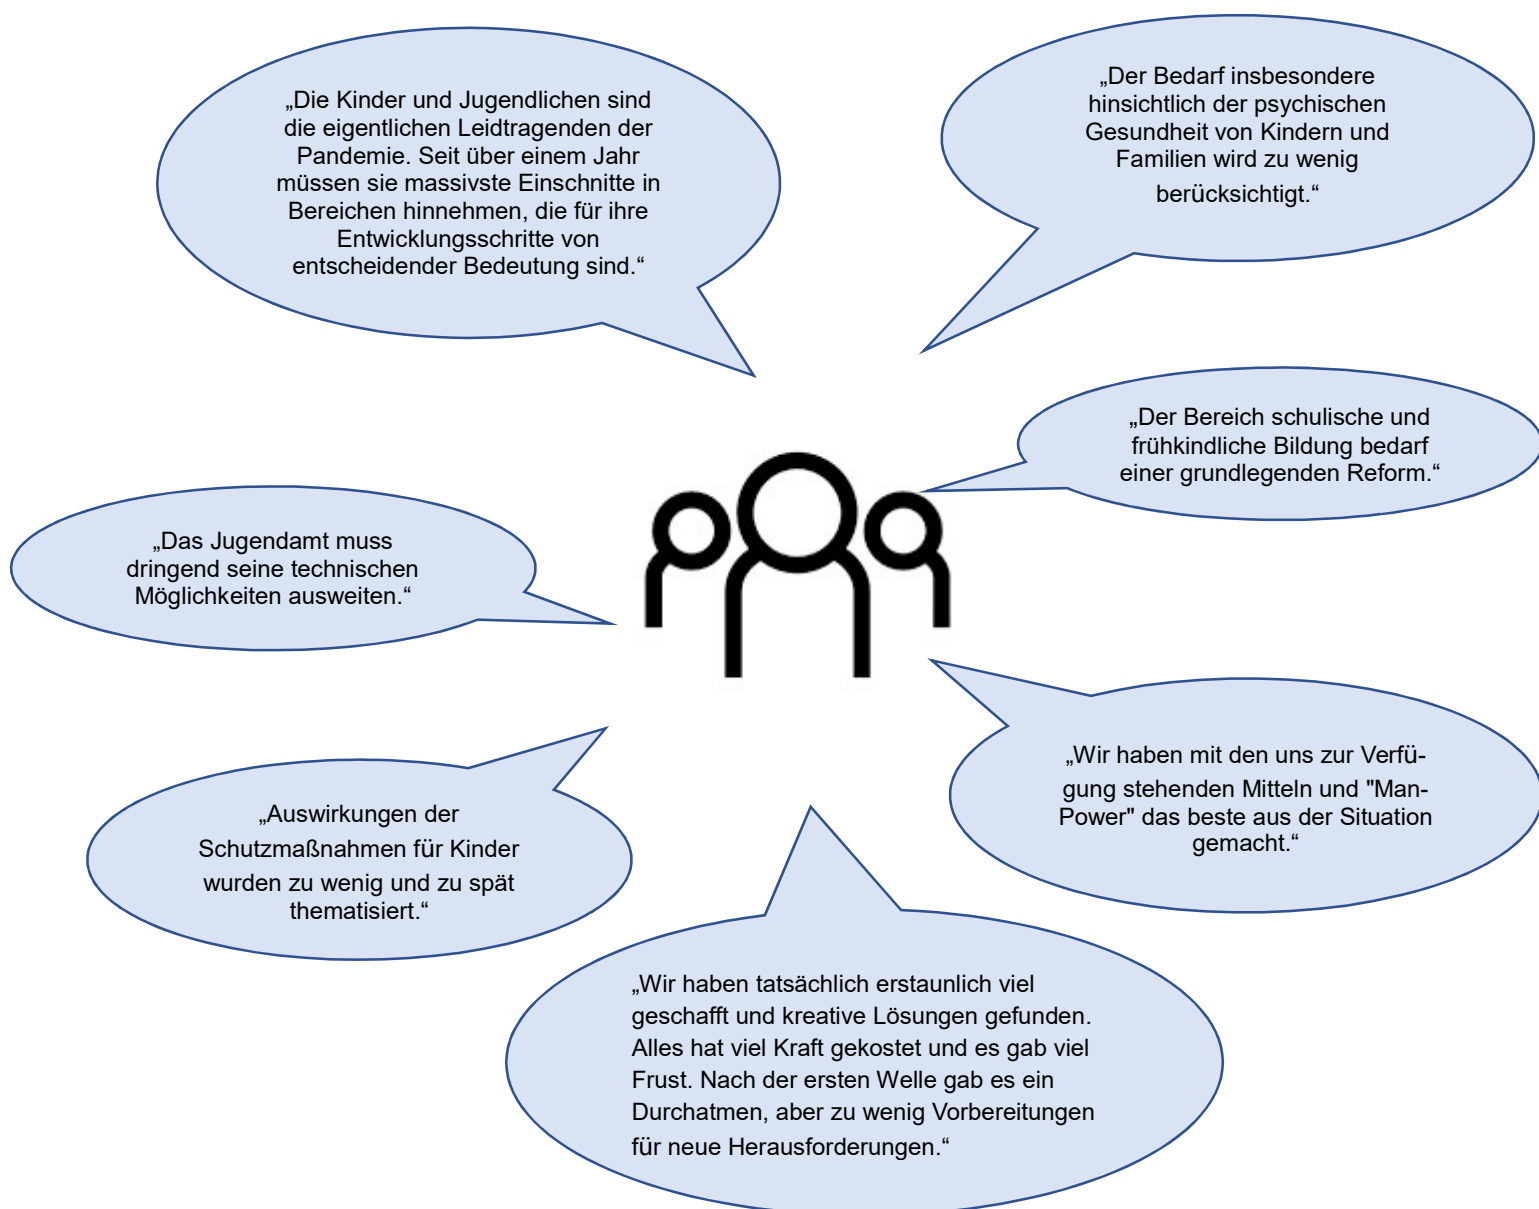 „Die Kinder und Jugendlichen sind
die eigentlichen Leidtragenden der
Pandemie. Seit über einem Jahr
müssen sie massivste Einschnitte in
Bereichen hinnehmen, die für ihre
Entwicklungsschritte von
entscheidender Bedeutung sind.“
„Der Bedarf insbesondere
hinsichtlich der psychischen
Gesundheit von Kindern und
Familien wird zu wenig
berücksichtigt.“
„Der Bereich schulische und
frühkindliche Bildung bedarf
einer grundlegenden Reform.“
„Das Jugendamt muss
dringend seine technischen
Möglichkeiten ausweiten.“
„Wir haben mit den uns zur Verfü-
gung stehenden Mitteln und "Man-
Power" das beste aus der Situation
gemacht.“
„Auswirkungen der
Schutzmaßnahmen für Kinder
wurden zu wenig und zu spät
thematisiert.“
„Wir haben tatsächlich erstaunlich viel
geschafft und kreative Lösungen gefunden.
Alles hat viel Kraft gekostet und es gab viel
Frust. Nach der ersten Welle gab es ein
Durchatmen, aber zu wenig Vorbereitungen
für neue Herausforderungen.“